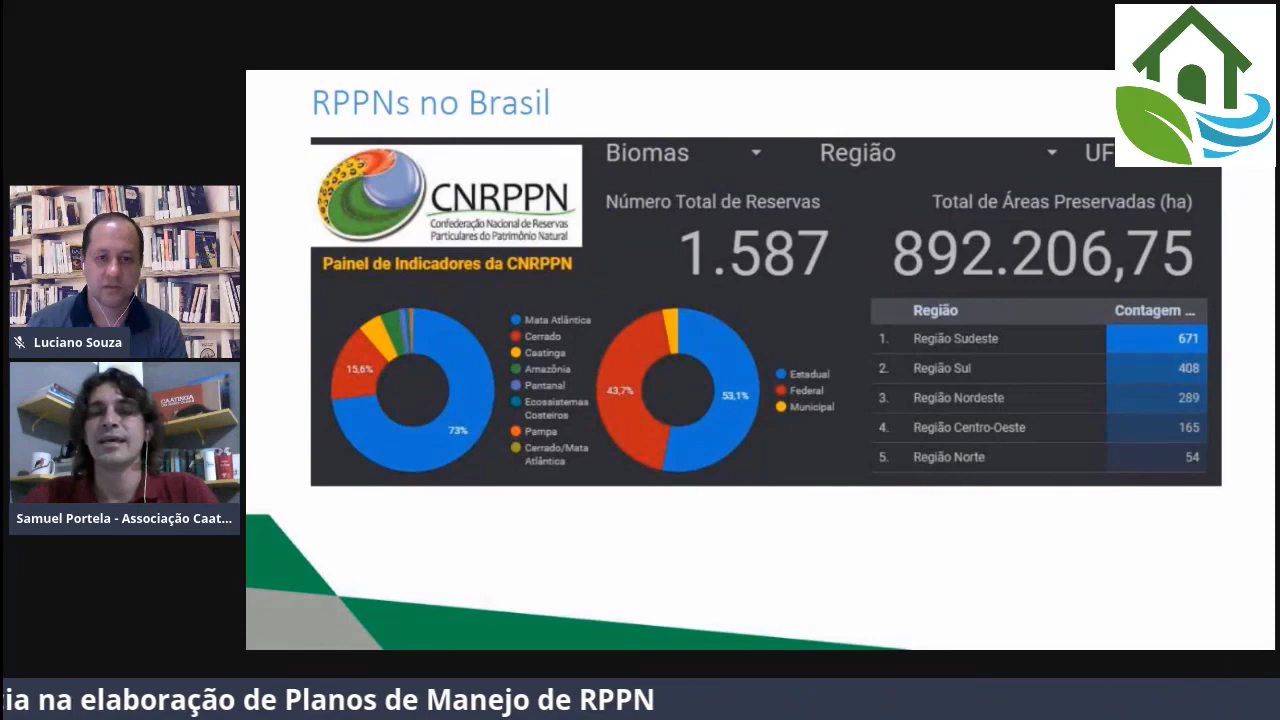 RPPNs no Brasil
CNRPPN
Confederação Nacional de Reservas
Particulares do Patrimônio Natural
Painel de Indicadores da CNRPPN
Biomas
Região
UF
Número Total de Reservas
1.587
Total de Áreas Preservadas (ha)
892.206,75
15,6%
73%
Mata Atlântica
Cerrado
Caatinga
Amazônia
Pantanal
Ecossistemas
Costeiros
Pampa
Cerrado/Mata
Atlântica
43,7%
53,1%
Estadual
Federal
Municipal
Região Contagem ...
1. Região Sudeste 671
2. Região Sul 408
3. Região Nordeste 289
4. Região Centro-Oeste 165
5. Região Norte 54
Luciano Souza
CAATINGA
Samuel Portela - Associação Caat...
ia na elaboração de Planos de Manejo de RPPN